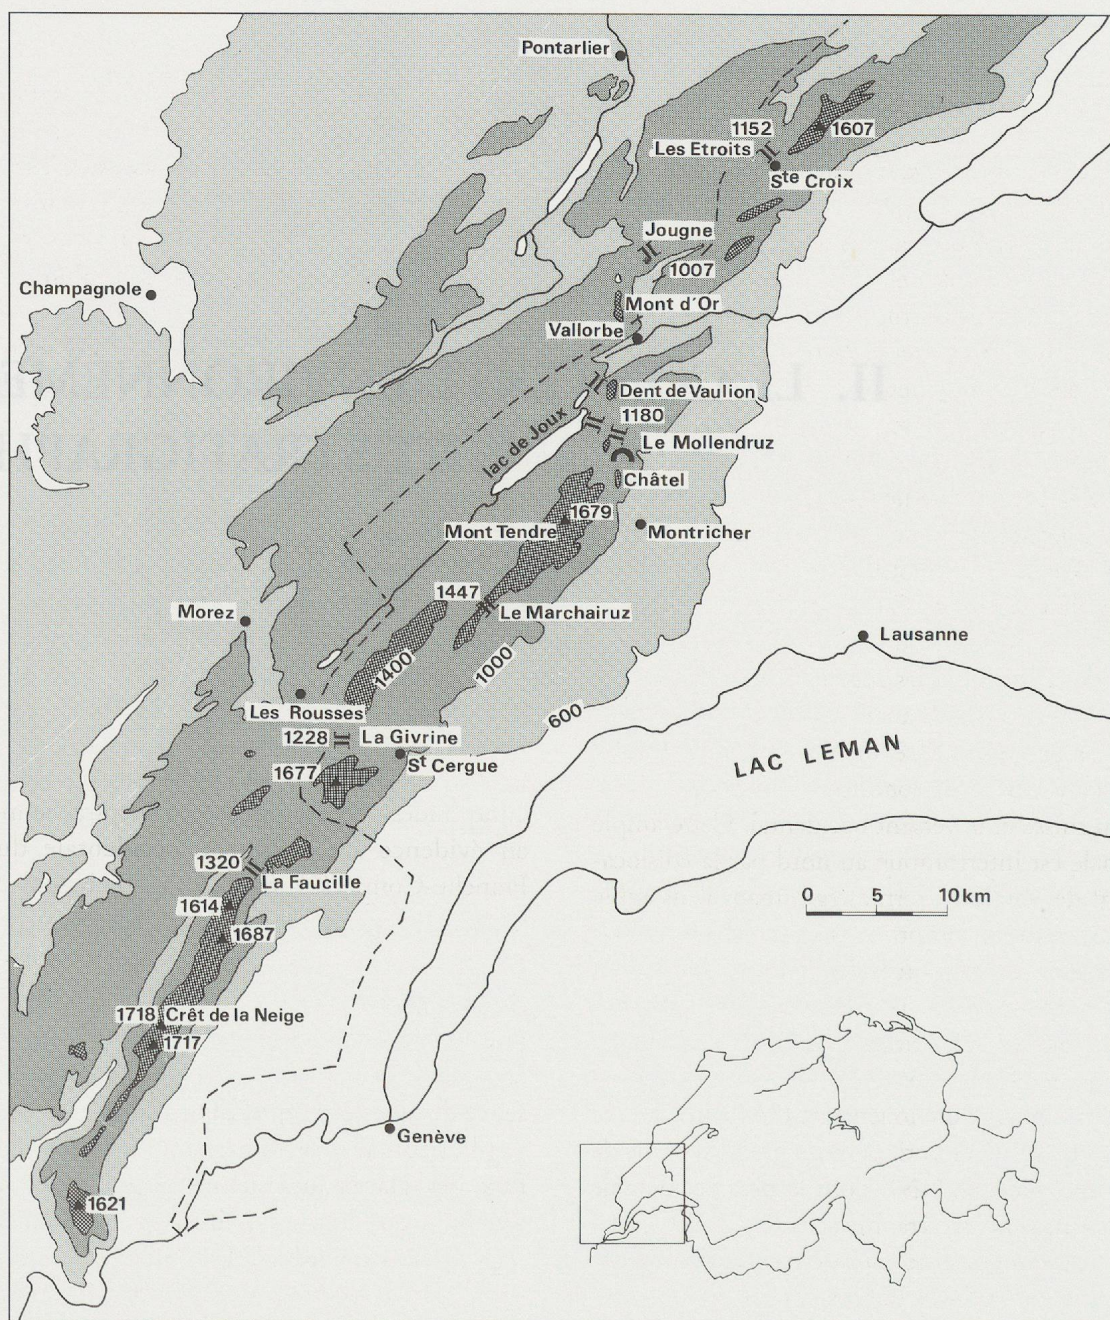 Pontarlier
1152
1607
Les Etroits
Ste Croix
Jougne
1007
Champagnole
Mont d'Or
Vallorbe
Dent de Vaulion
1180
lac de Joux
Le Mollendruz
Châtel
1679
Mont Tendre
Montricher
1447
Morez
Le Marchairuz
Lausanne
1400
1000
Les Rousses
600
1228
La Givrine
St Cergue
LAC LEMAN
1677
1320
La Faucille
0 5 10km
1614
1687
1718
Crêt de la Neige
1717
Genève
1621